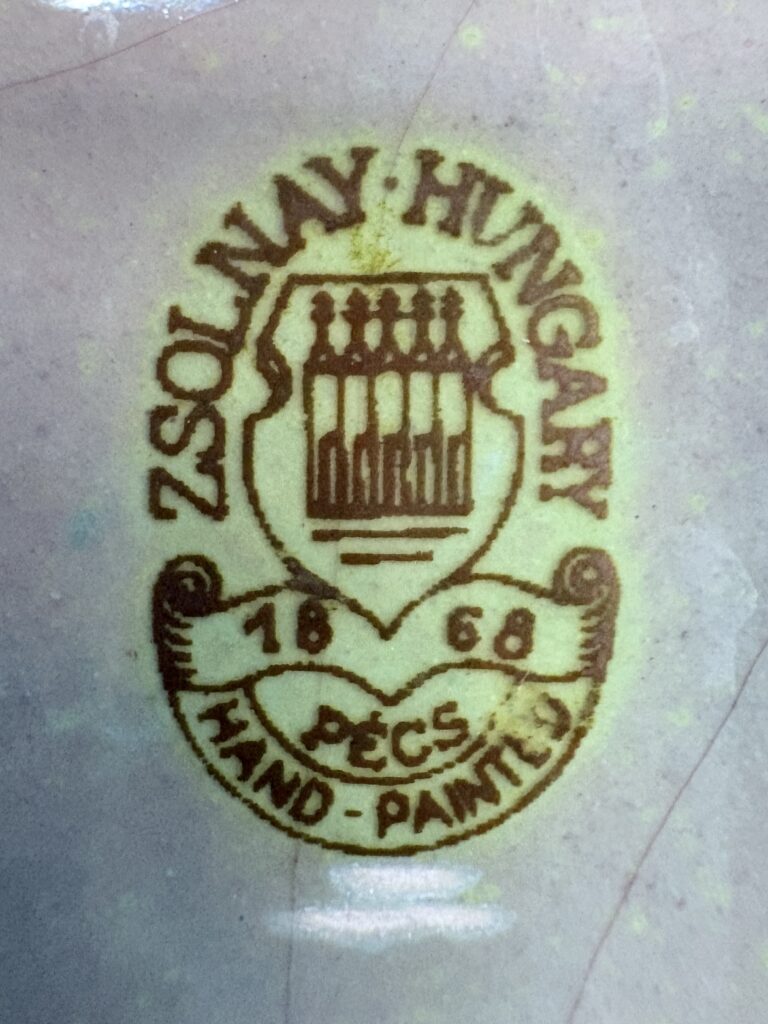 ZSOLNAY · HUNGARY
1868
PÉCS
HAND-PAINTED